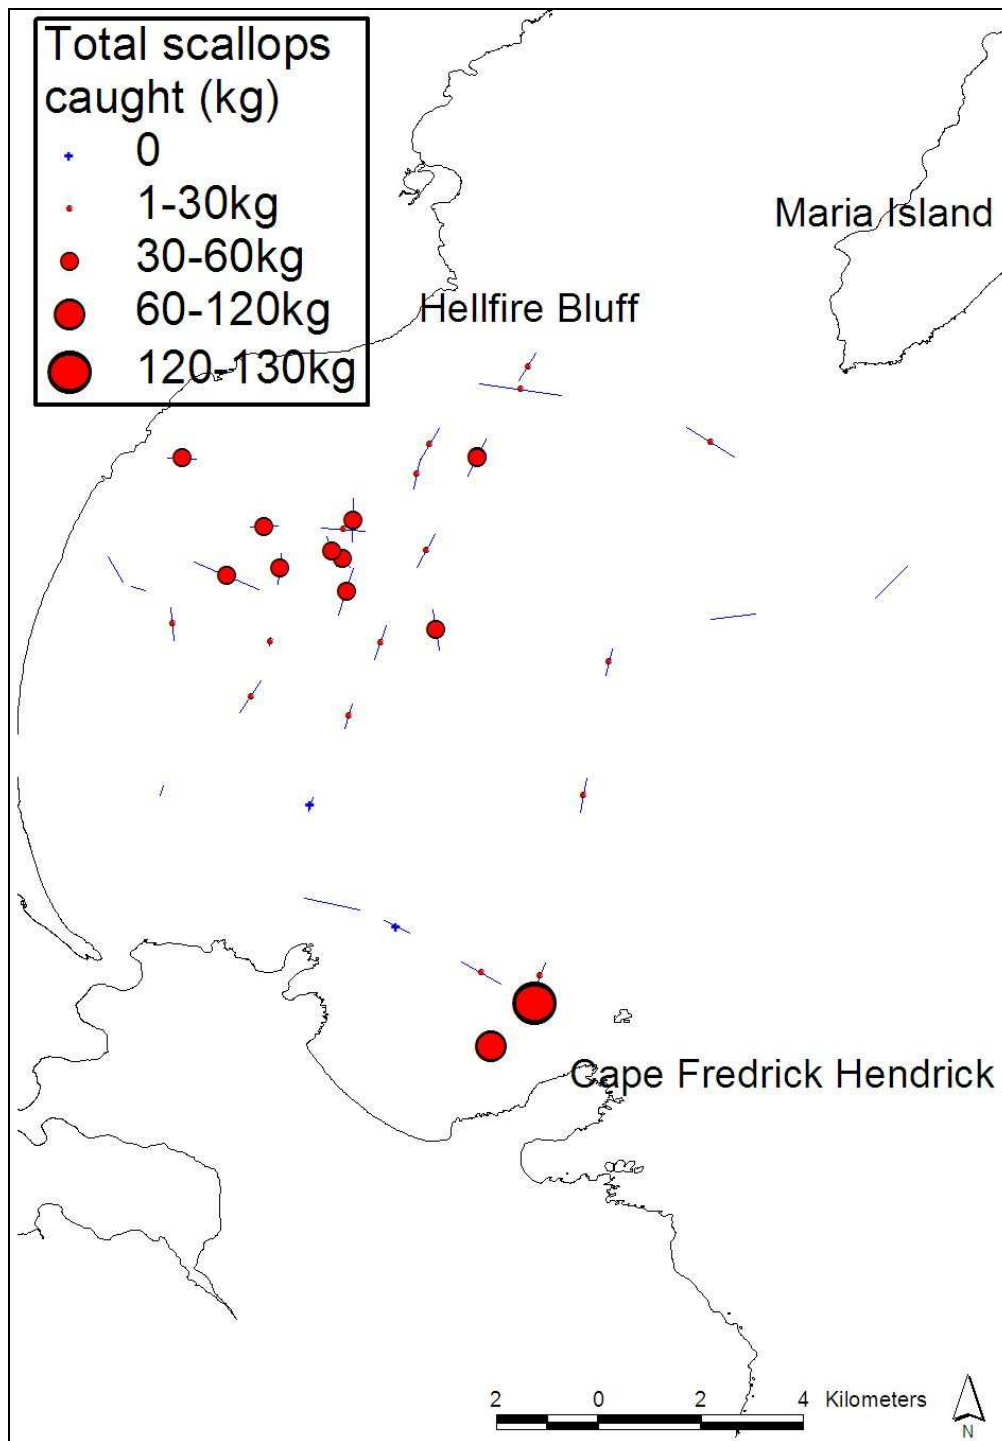 Total scallops
caught (kg)
0
1-30kg
30-60kg
60-120kg
120-130kg
Maria Island
Hellfire Bluff
Cape Fredrick Hendrick
2 0 2 4 Kilometers
N